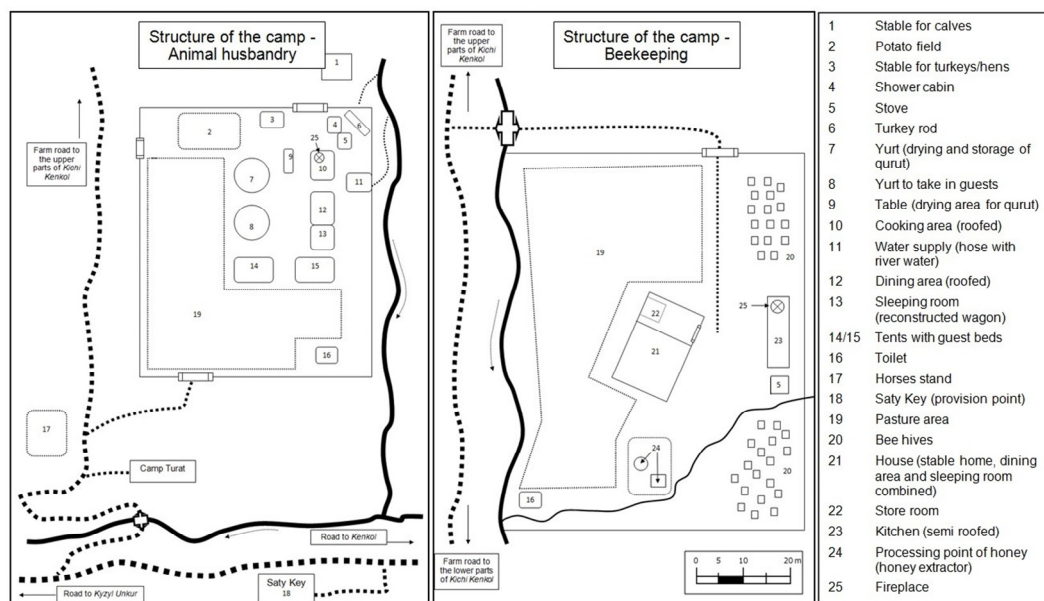 Structure of the camp -
Animal husbandry
1
Farm road to
the upper
parts of Kichi
Kenkol
2
3
4
5
6
25
7
9
10
11
8
12
13
14
15
19
16
17
Camp Turat
Road to Kenkol
Saty Key
18
Road to Kyzyl Unkur
Farm road to
the upper
parts of Kichi
Kenkol
Structure of the camp -
Beekeeping
19
20
25
22
21
23
5
24
20
16
Farm road to
the lower parts
of Kichi Kenkol
0 5 10 20 m
1 Stable for calves
2 Potato field
3 Stable for turkeys/hens
4 Shower cabin
5 Stove
6 Turkey rod
7 Yurt (drying and storage of
qurut)
8 Yurt to take in guests
9 Table (drying area for qurut)
10 Cooking area (roofed)
11 Water supply (hose with
river water)
12 Dining area (roofed)
13 Sleeping room
(reconstructed wagon)
14/15 Tents with guest beds
16 Toilet
17 Horses stand
18 Saty Key (provision point)
19 Pasture area
20 Bee hives
21 House (stable home, dining
area and sleeping room
combined)
22 Store room
23 Kitchen (semi roofed)
24 Processing point of honey
(honey extractor)
25 Fireplace